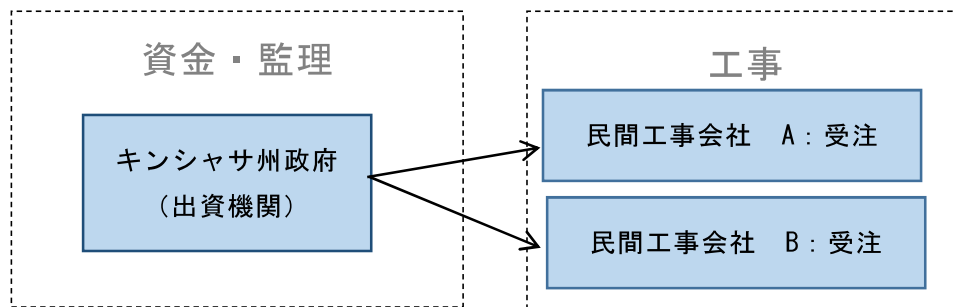 資金・監理
キンシャサ州政府
（出資機関）
工事
民間工事会社　A：受注
民間工事会社　B：受注